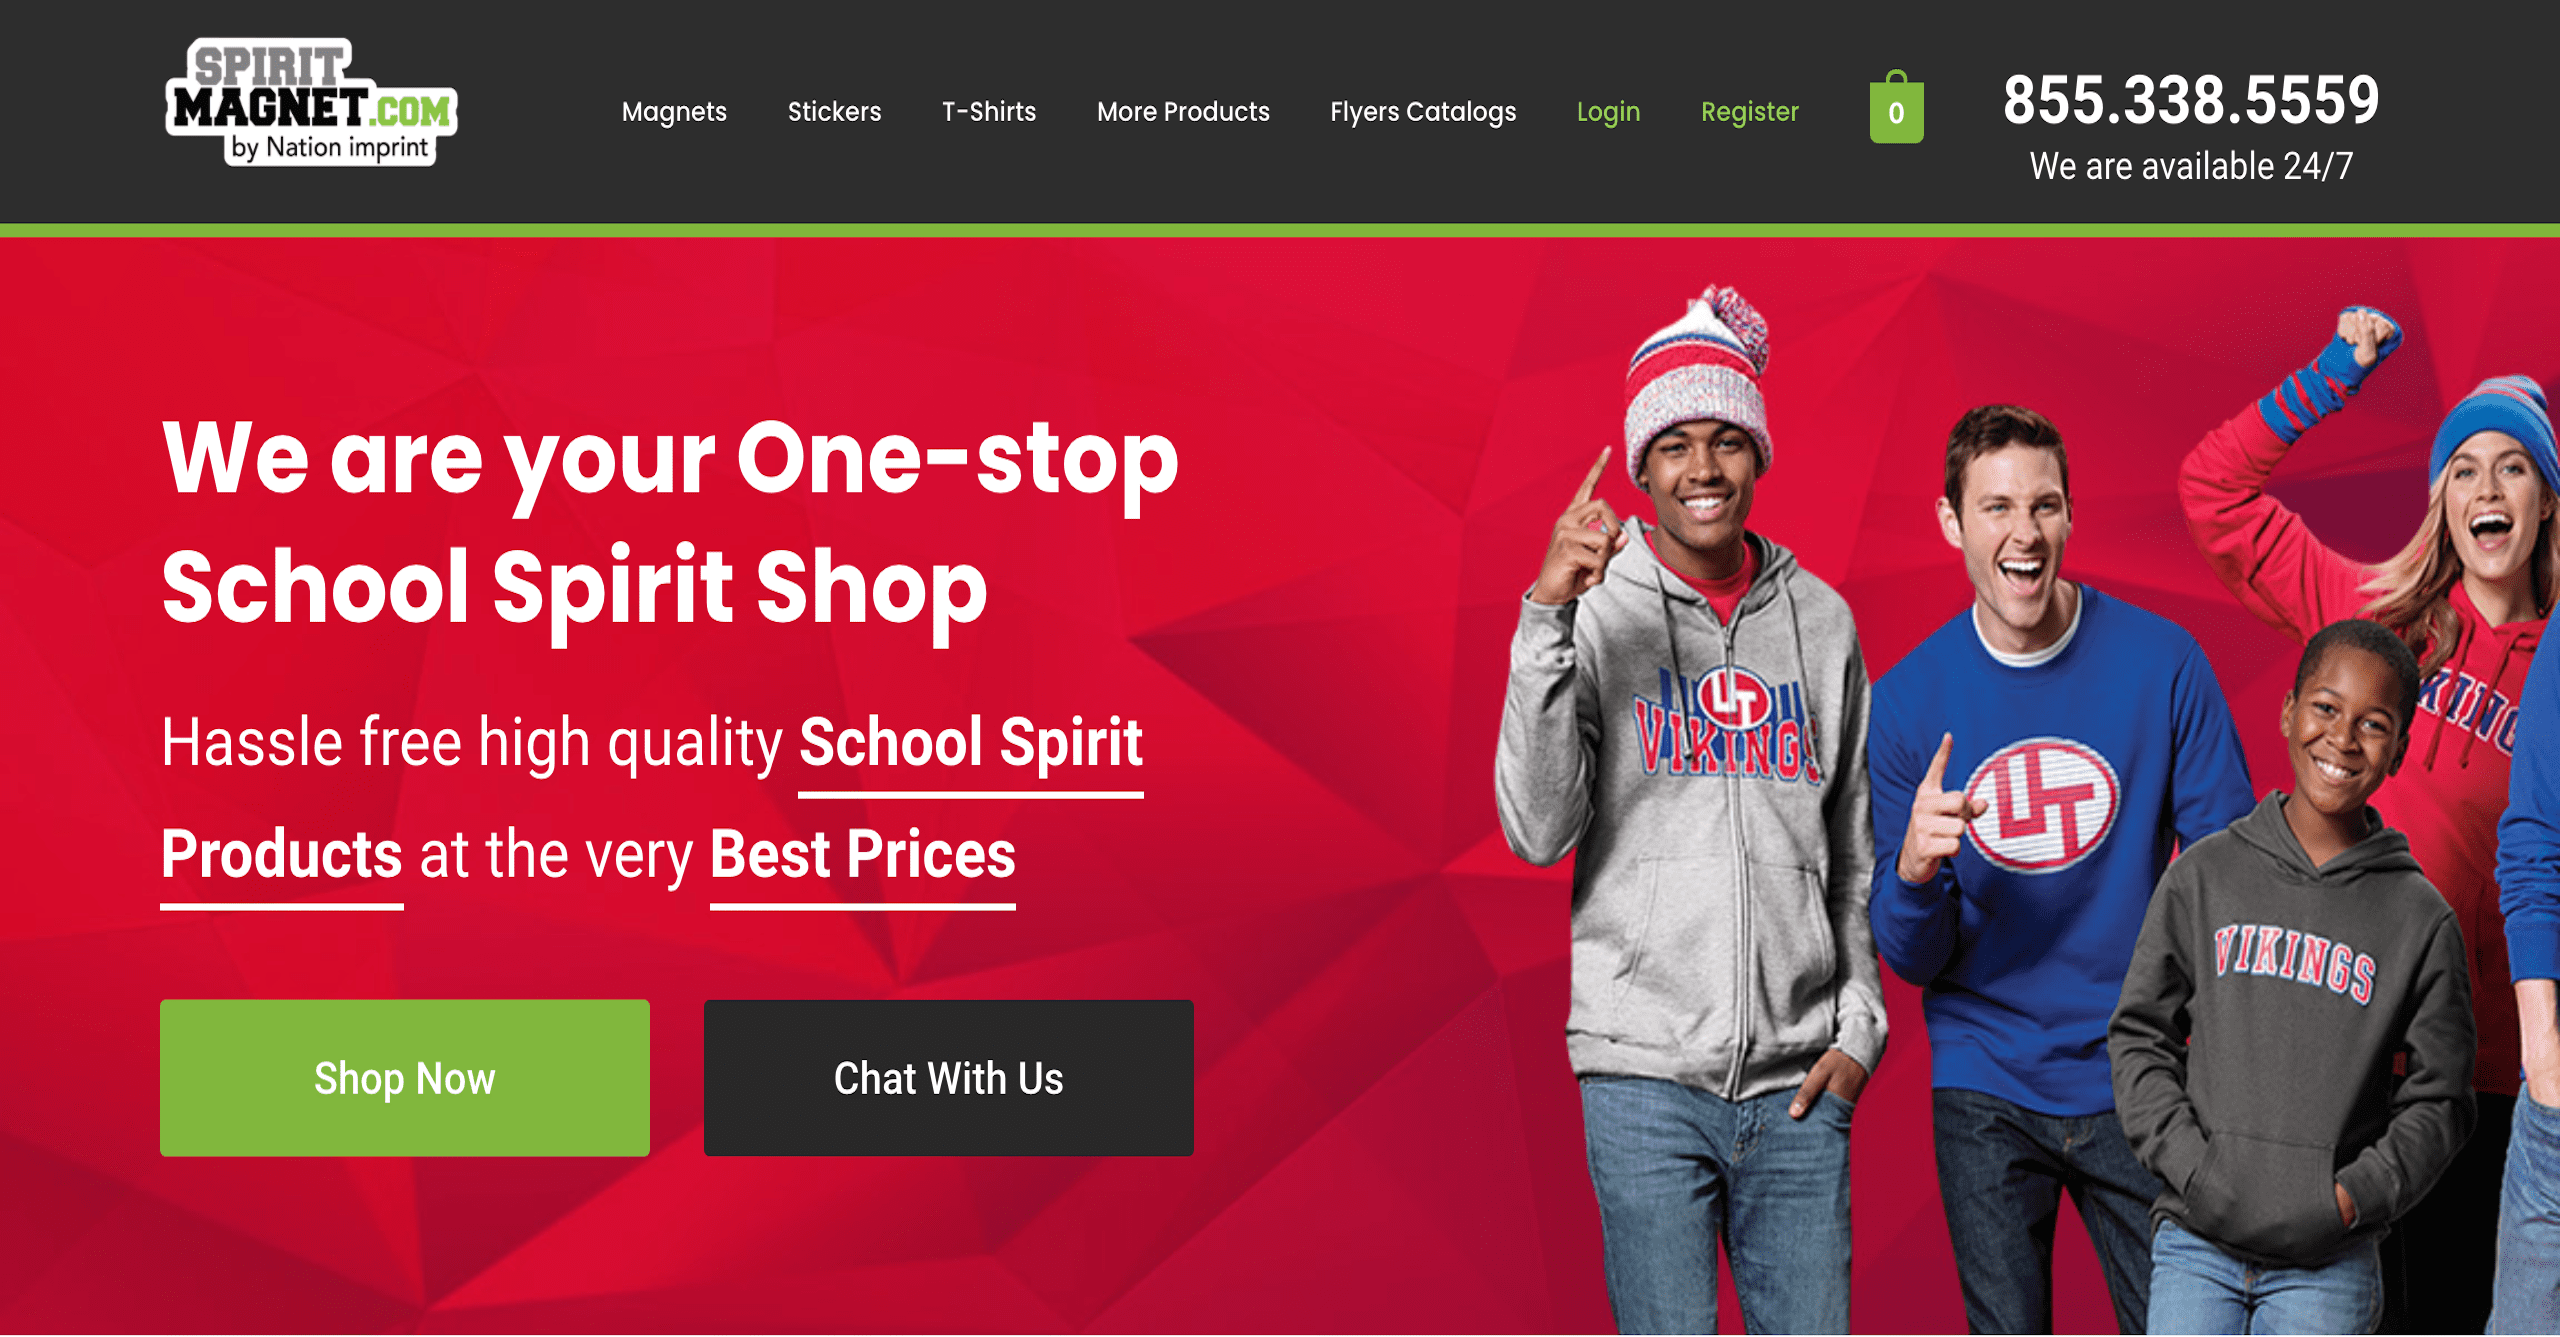 SPIRIT
MAGNET.COM
by Nation imprint
Magnets Stickers T-Shirts More Products Flyers Catalogs Login Register 0
855.338.5559
We are available 24/7
We are your One-stop
School Spirit Shop
Hassle free high quality School Spirit
Products at the very Best Prices
Shop Now Chat With Us
UT
VIKINGS
UT
VIKINGS